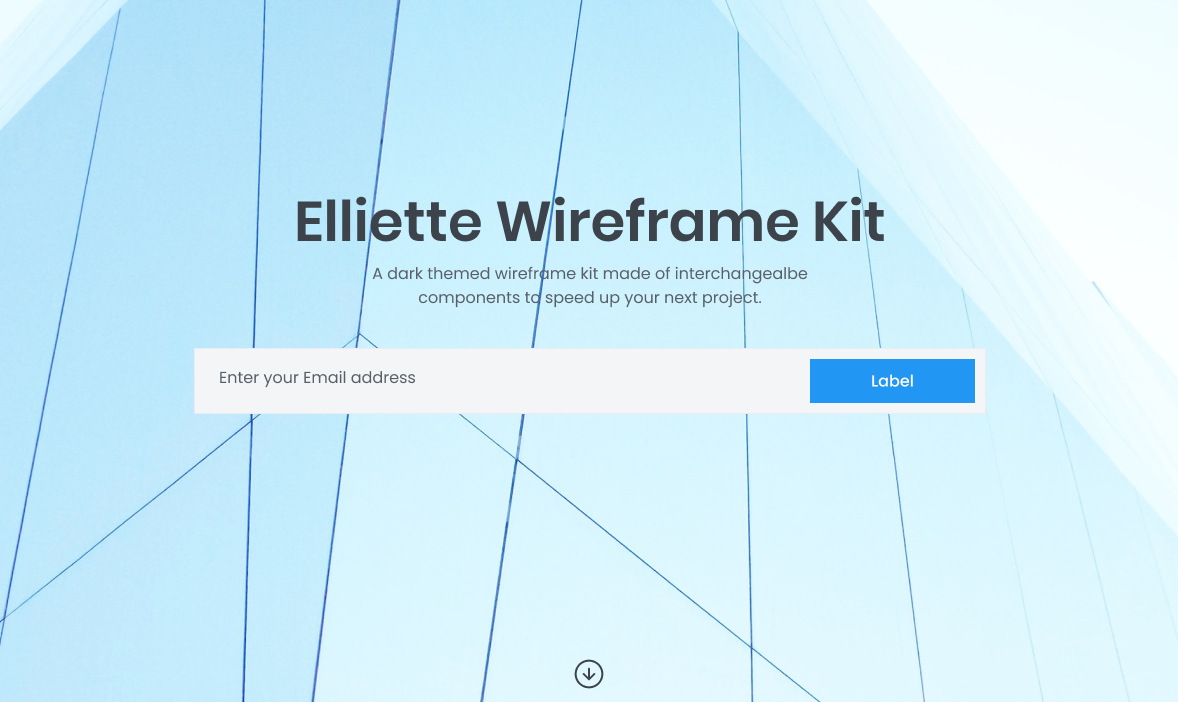 Elliette Wireframe Kit
A dark themed wireframe kit made of interchangealbe
components to speed up your next project.
Enter your Email address
Label